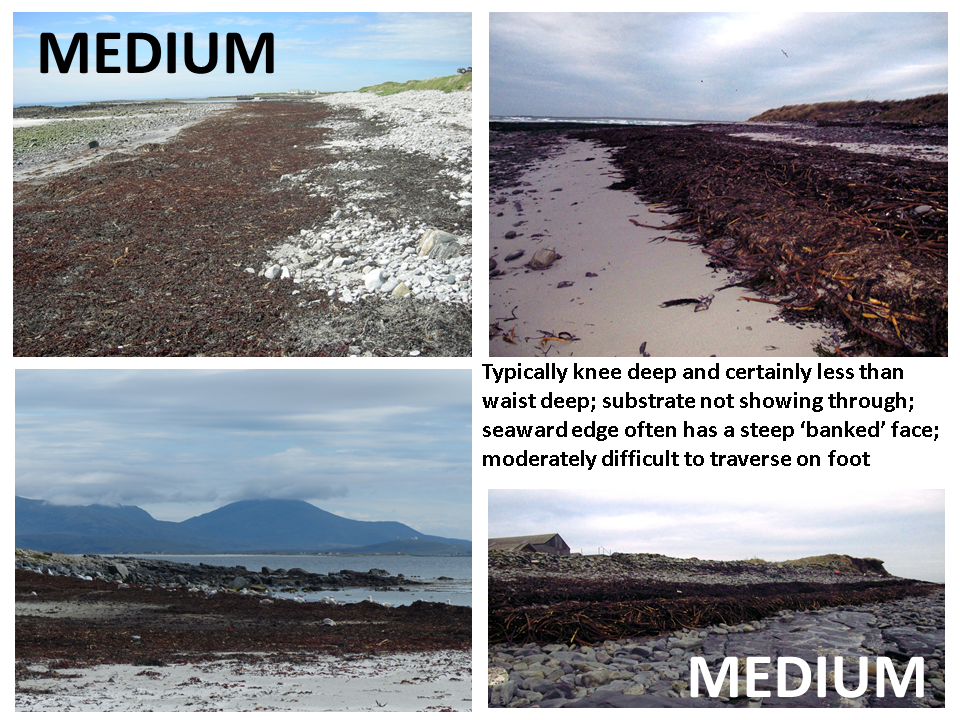 MEDIUM
Typically knee deep and certainly less than
waist deep; substrate not showing through;
seaward edge often has a steep ‘banked’ face;
moderately difficult to traverse on foot
MEDIUM